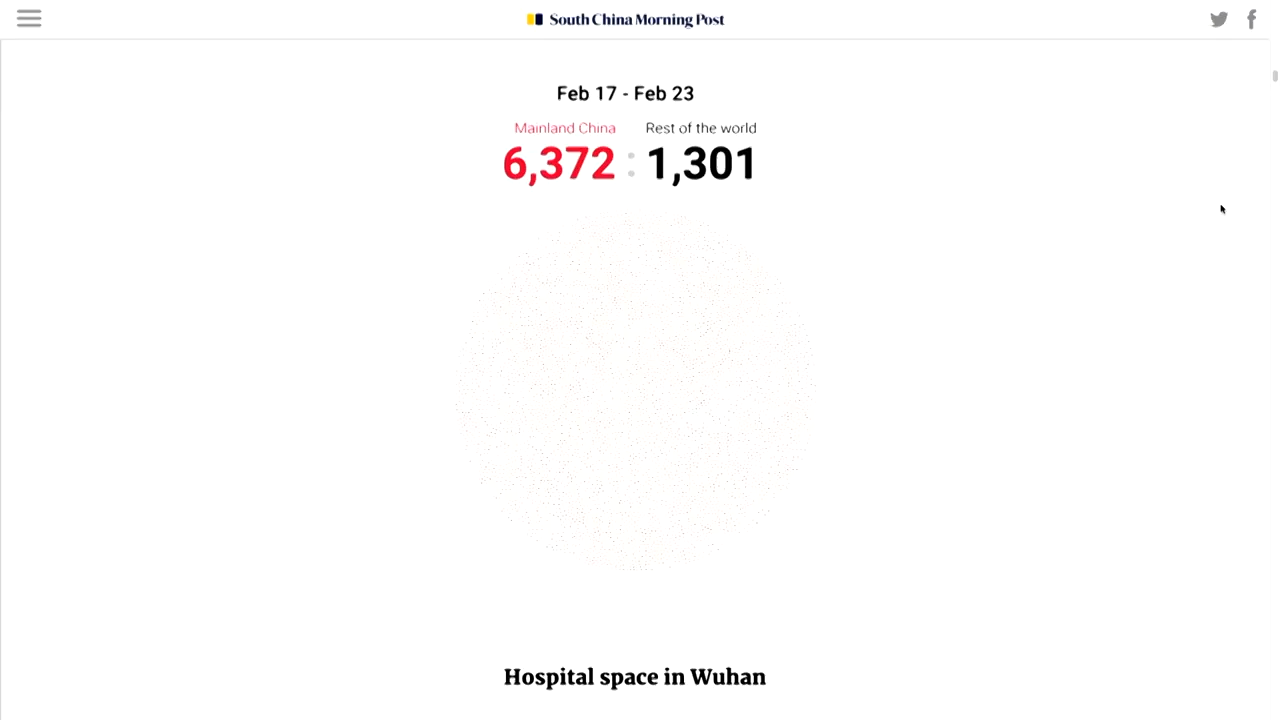 South China Morning Post
Feb 17 - Feb 23
Mainland China Rest of the world
6,372 : 1,301
Hospital space in Wuhan